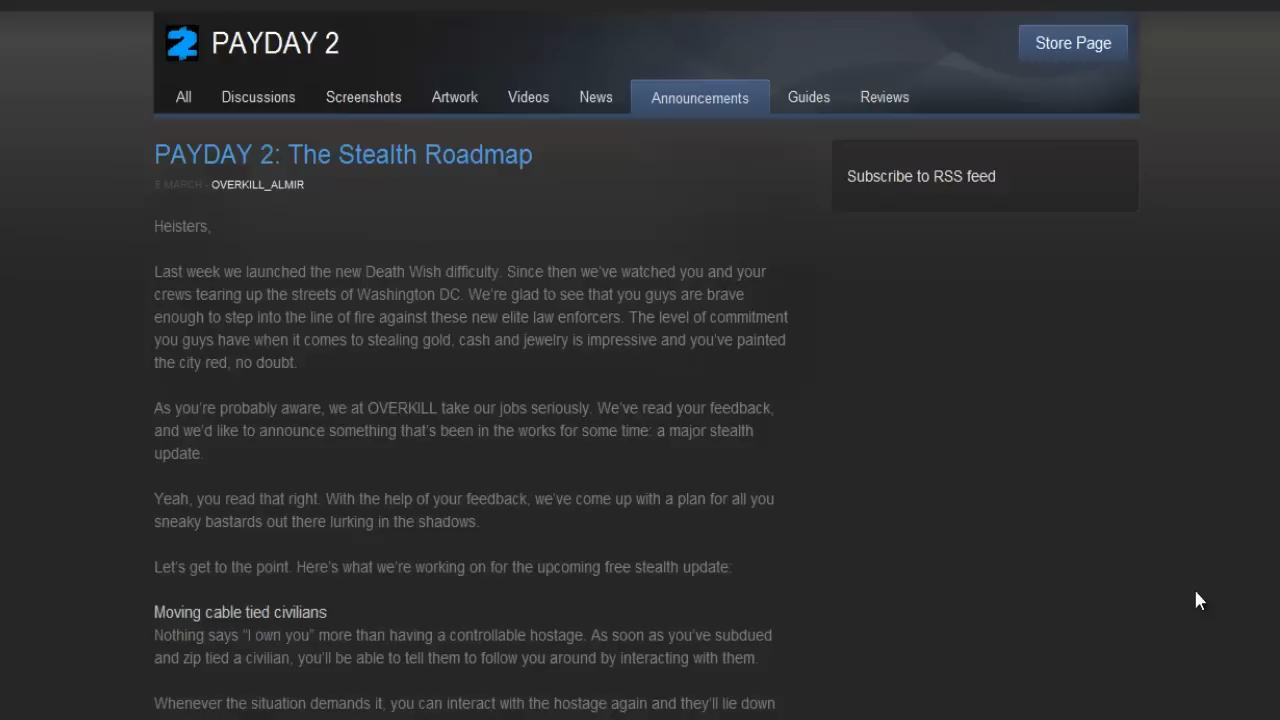 PAYDAY 2
Store Page
All Discussions Screenshots Artwork Videos News Announcements Guides Reviews
PAYDAY 2: The Stealth Roadmap
MARCH - OVERKILL_ALMIR
Subscribe to RSS feed
Heisters,
Last week we launched the new Death Wish difficulty. Since then we've watched you and your
crews tearing up the streets of Washington DC. We're glad to see that you guys are brave
enough to step into the line of fire against these new elite law enforcers. The level of commitment
you guys have when it comes to stealing gold, cash and jewelry is impressive and you've painted
the city red, no doubt.
As you're probably aware, we at OVERKILL take our jobs seriously. We've read your feedback,
and we'd like to announce something that's been in the works for some time: a major stealth
update.
Yeah, you read that right. With the help of your feedback, we've come up with a plan for all you
sneaky bastards out there lurking in the shadows.
Let's get to the point. Here's what we're working on for the upcoming free stealth update:
Moving cable tied civilians
Nothing says "I own you" more than having a controllable hostage. As soon as you've subdued
and zip tied a civilian, you'll be able to tell them to follow you around by interacting with them.
Whenever the situation demands it, you can interact with the hostage again and they'll lie down